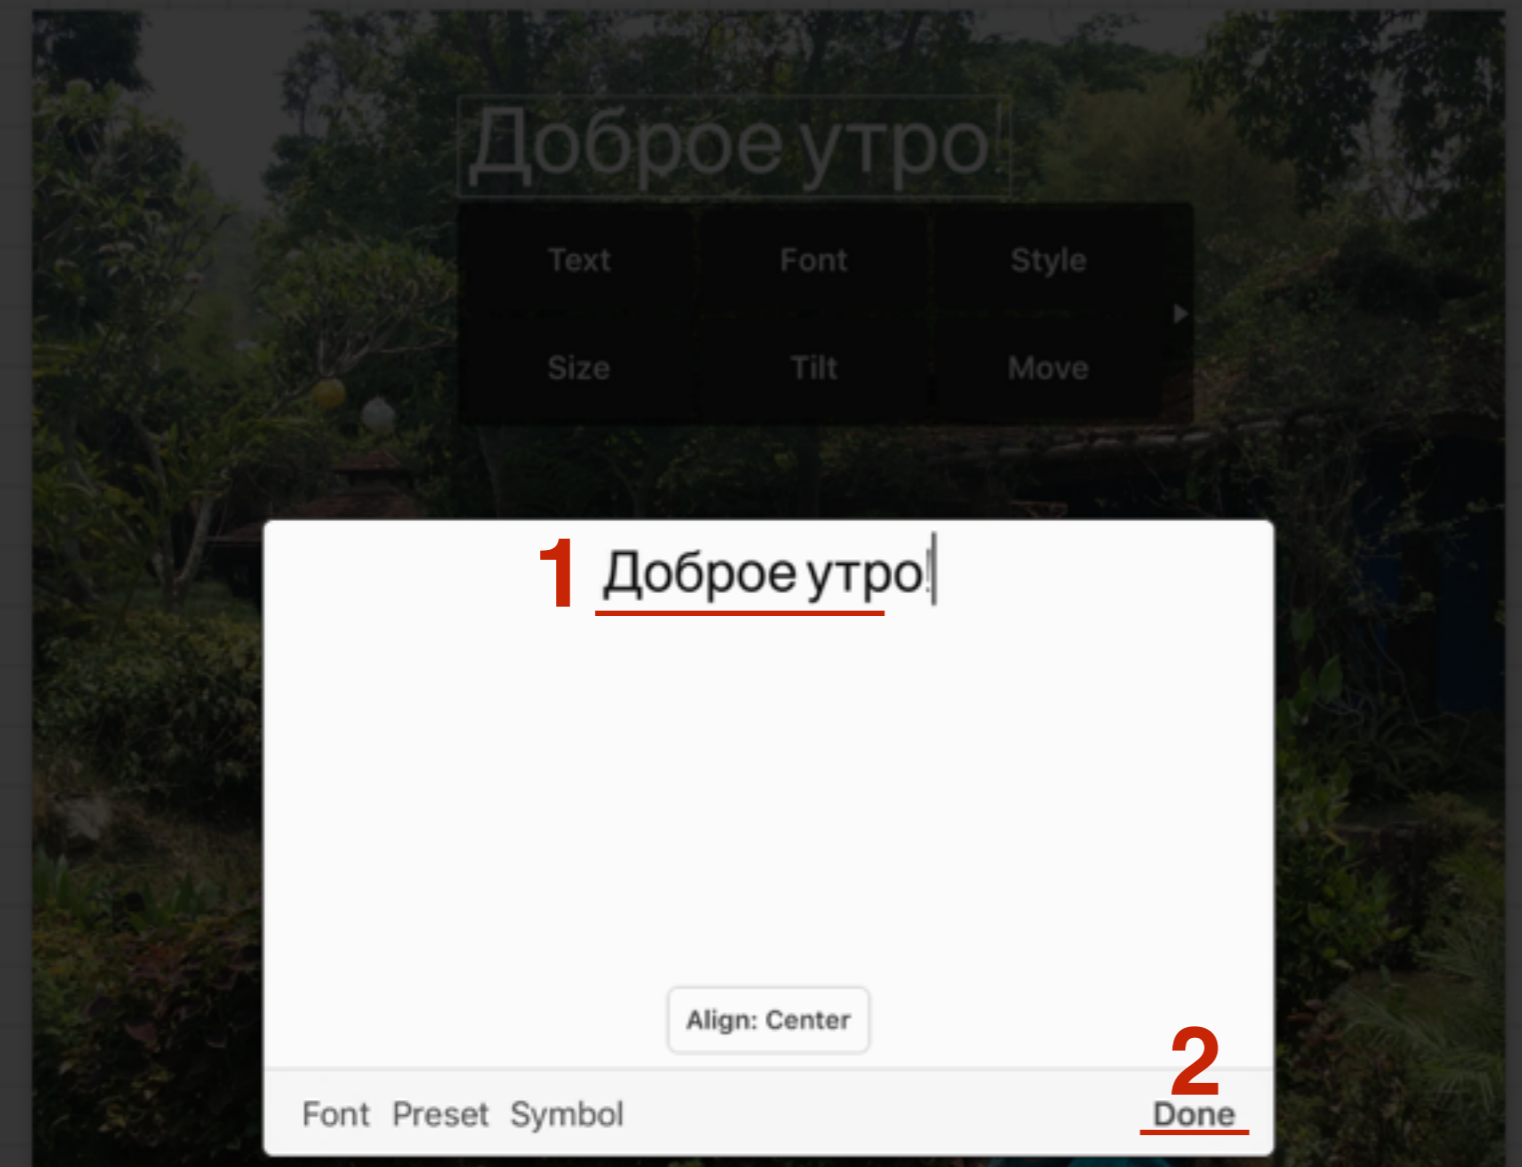 Доброе утро
Text Font Style
Size Tilt Move
1 Доброе утро!
Align: Center
2
Font Preset Symbol Done